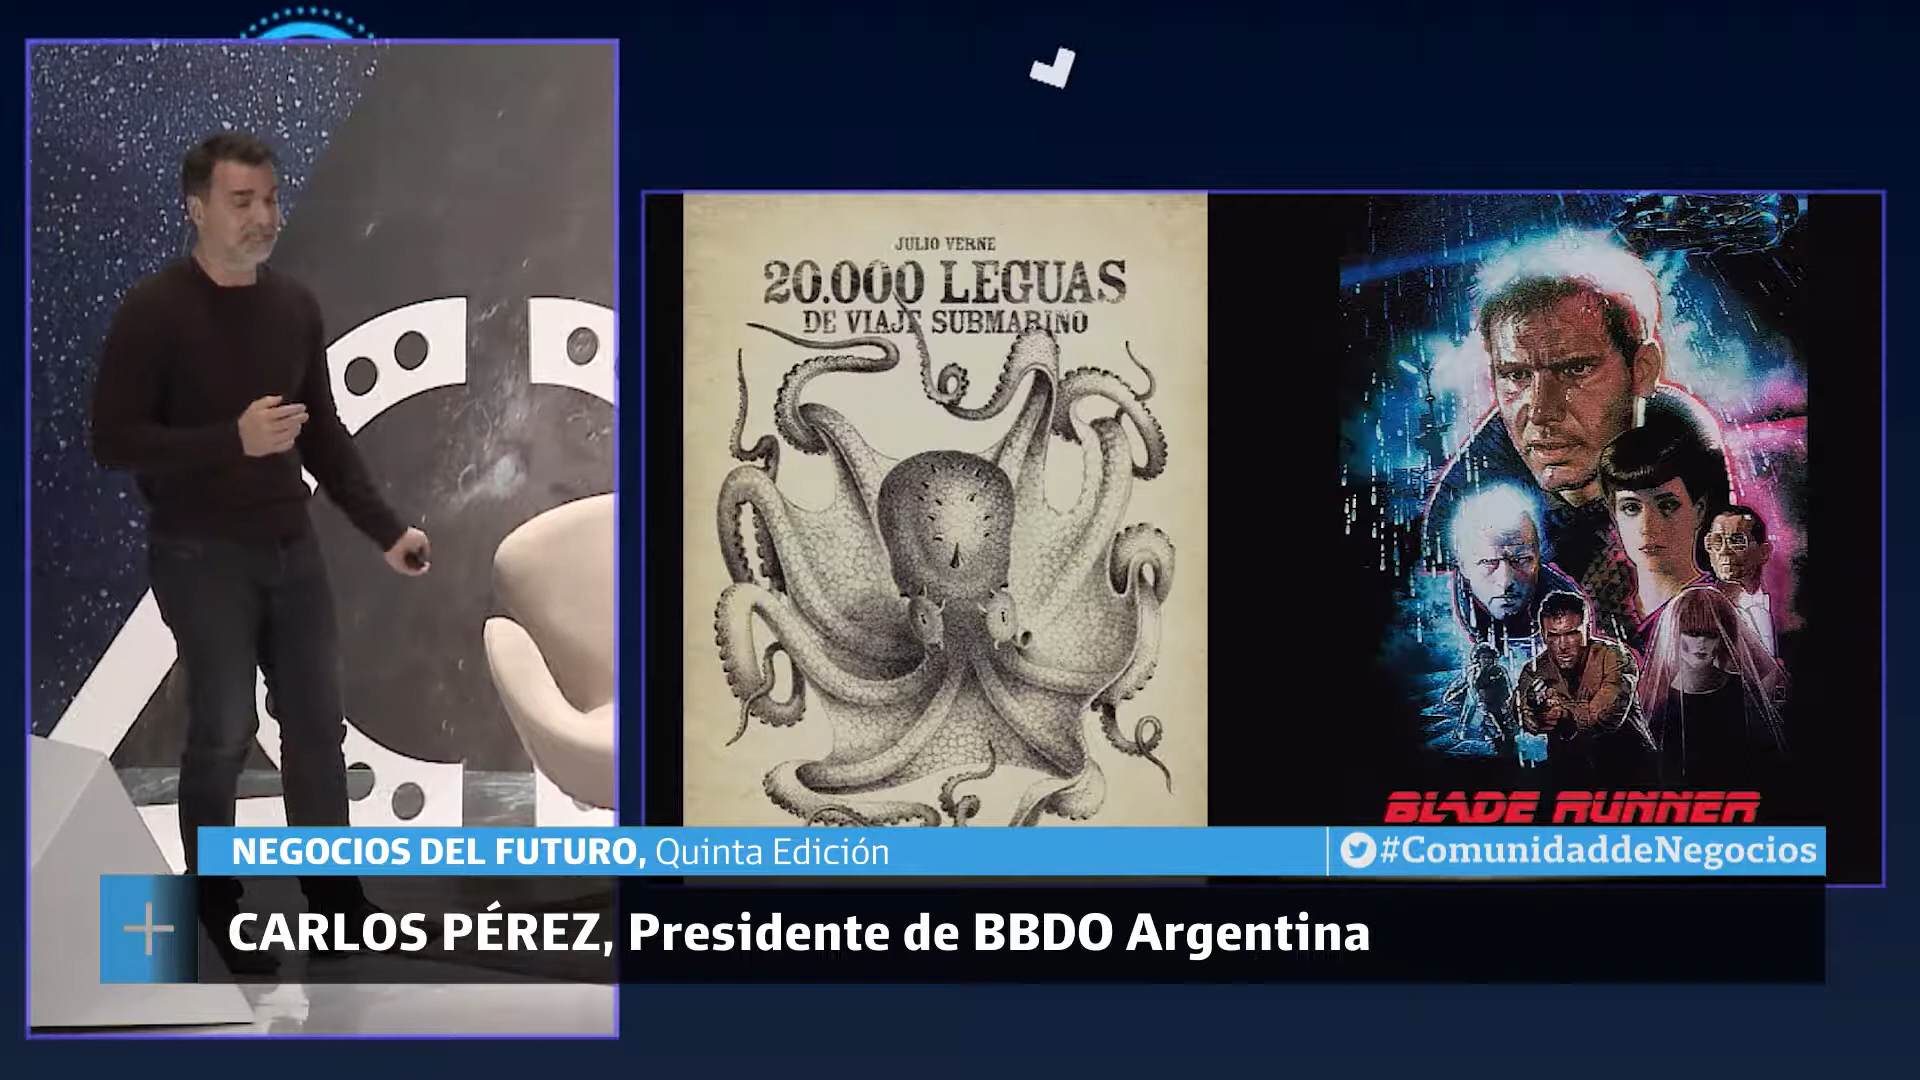 JULIO VERNE
20.000 LEGUAS
DE VIAJE SUBMARINO
BLADE RUNNER
NEGOCIOS DEL FUTURO, Quinta Edición
#ComunidaddeNegocios
CARLOS PÉREZ, Presidente de BBDO Argentina